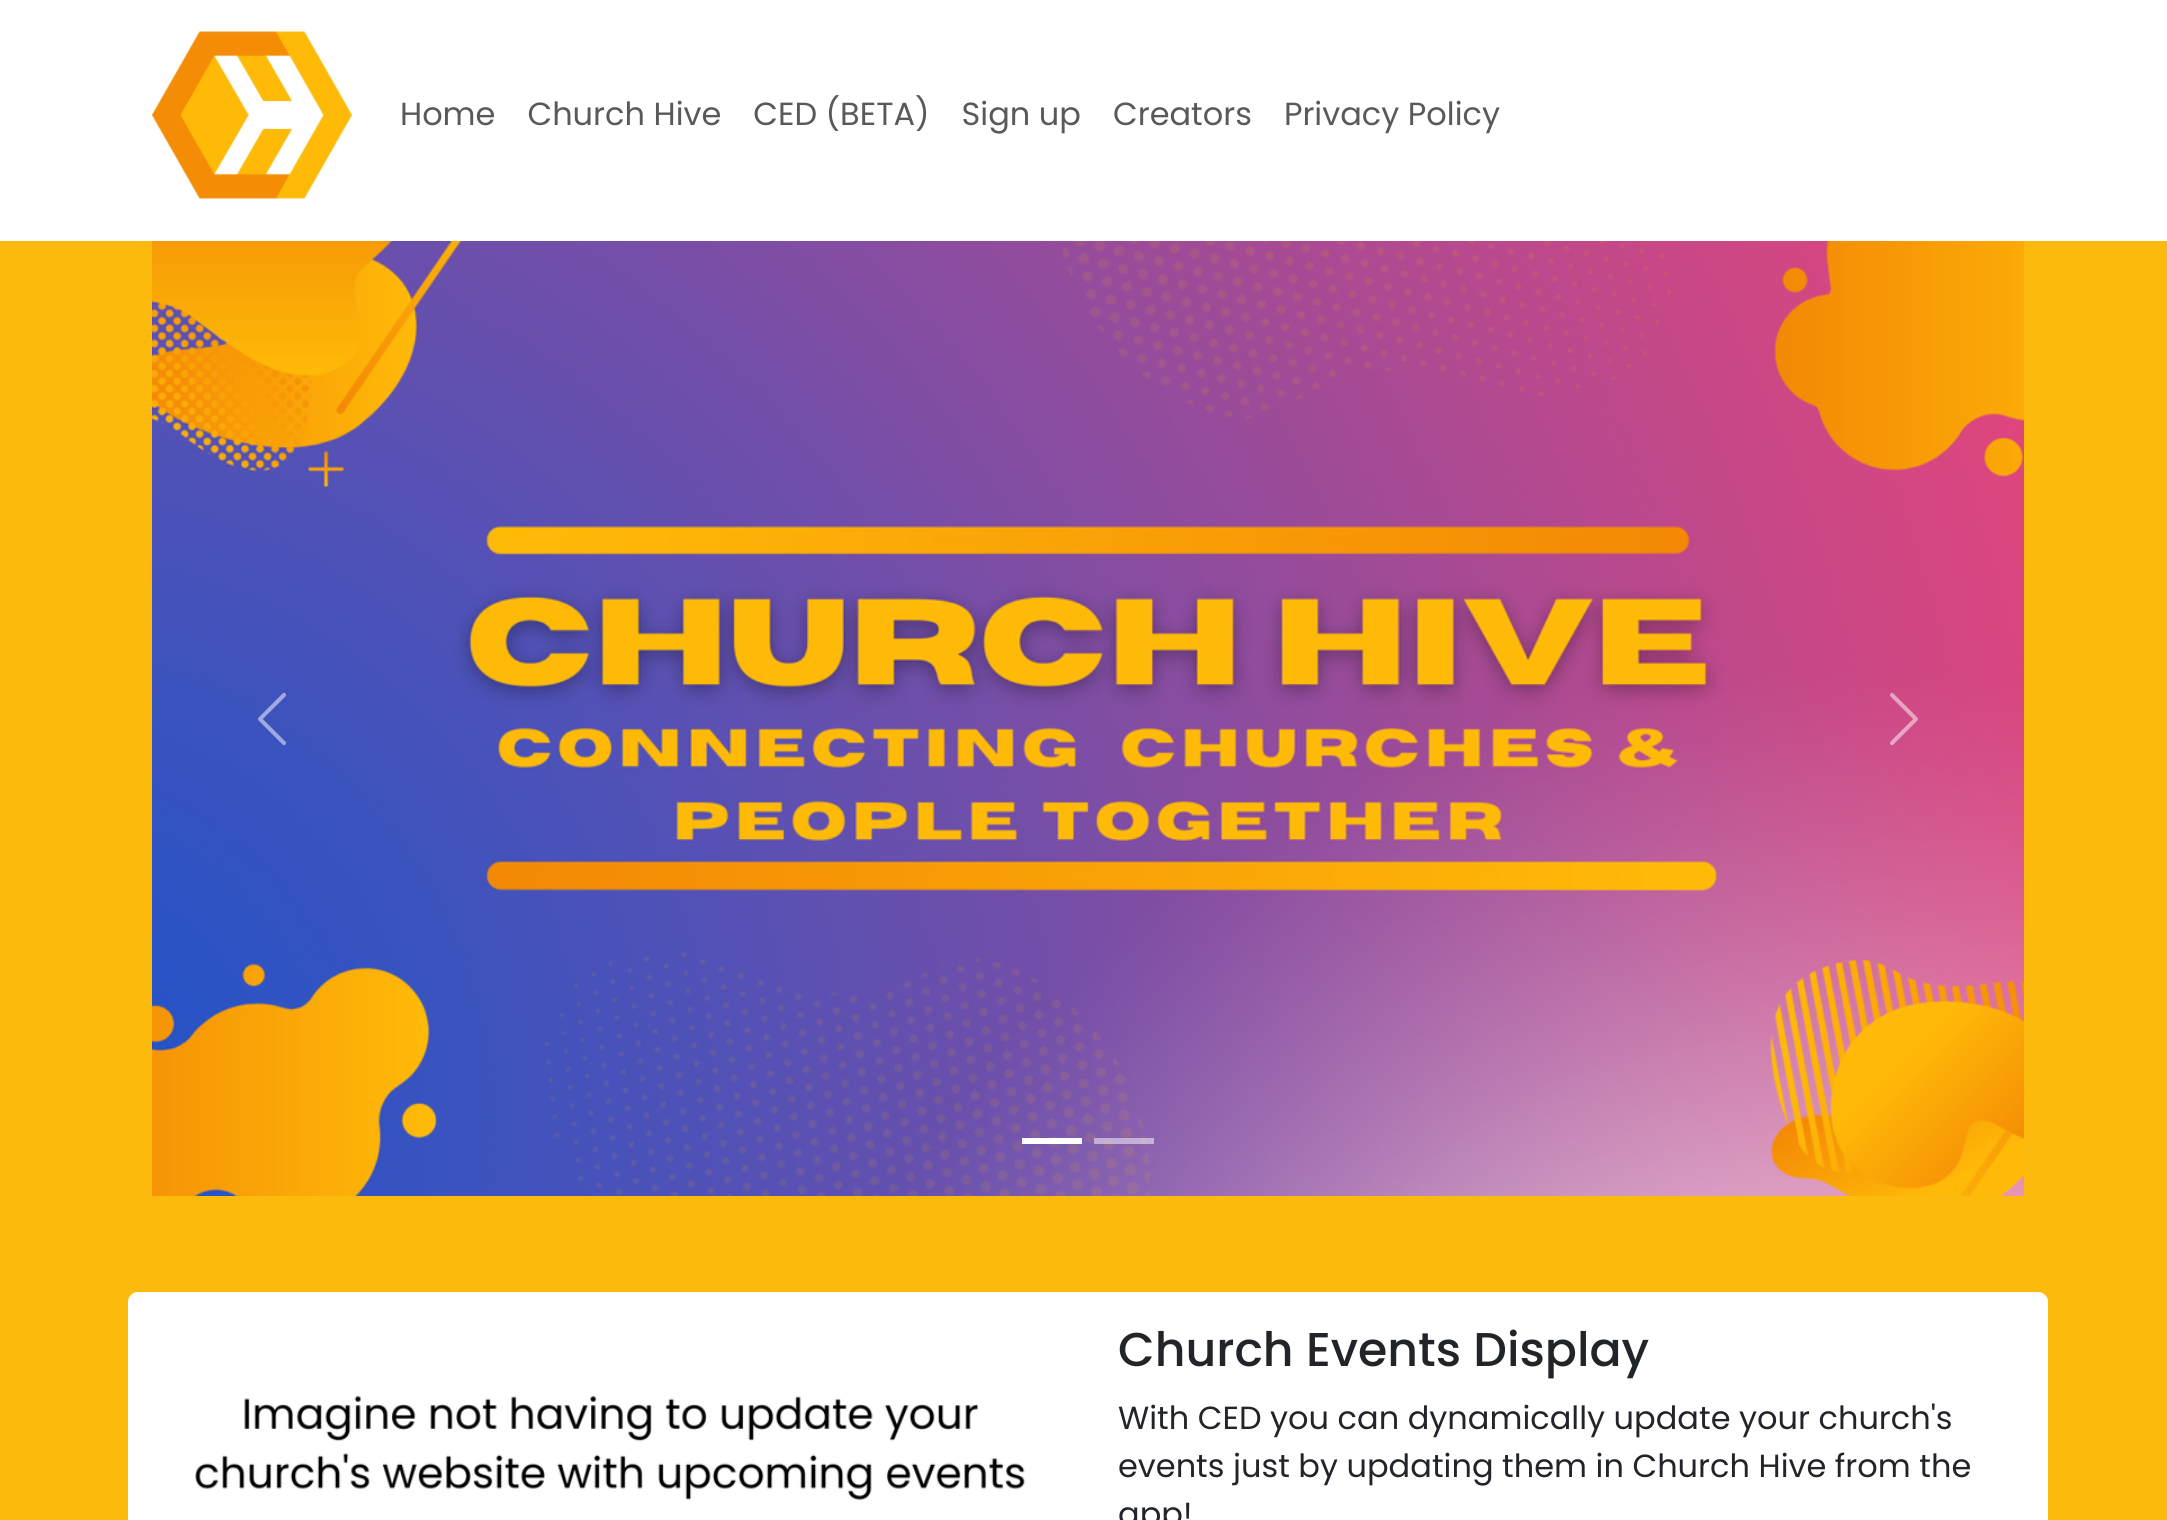 Home Church Hive CED (BETA) Sign up Creators Privacy Policy
CHURCH HIVE
CONNECTING CHURCHES &
PEOPLE TOGETHER
Imagine not having to update your
church's website with upcoming events
Church Events Display
With CED you can dynamically update your church's
events just by updating them in Church Hive from the
app!